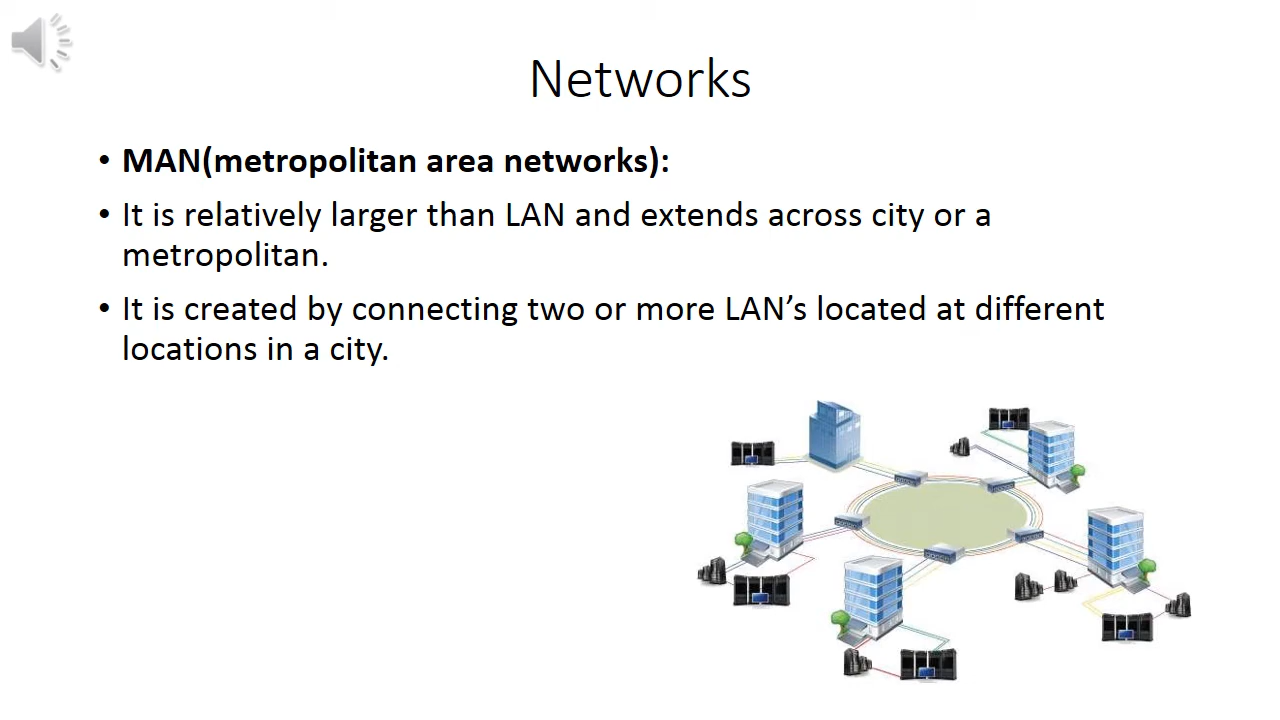 Networks
• MAN(metropolitan area networks):
• It is relatively larger than LAN and extends across city or a
metropolitan.
• It is created by connecting two or more LAN’s located at different
locations in a city.